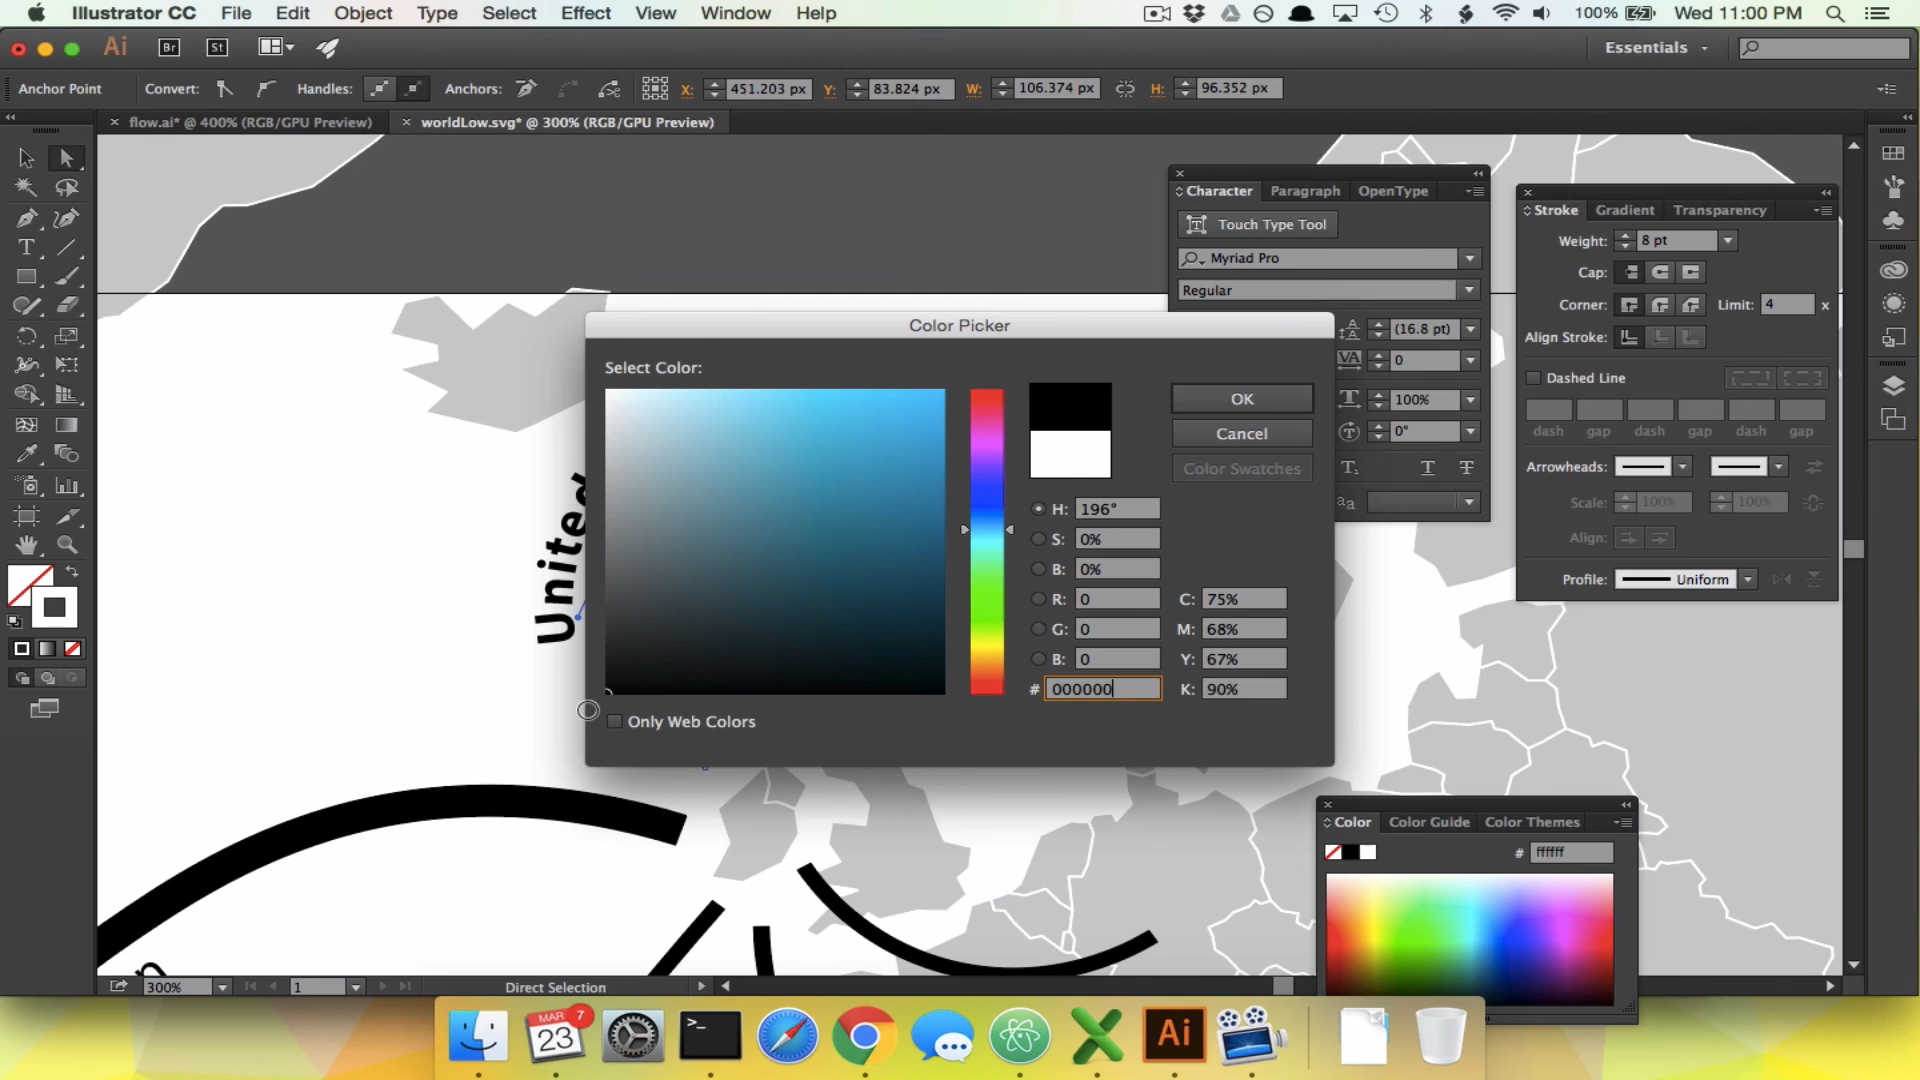 Illustrator CC File Edit Object Type Select Effect View Window Help 100% Wed 11:00 PM
Ai Br St Essentials
Anchor Point Convert: Handles: Anchors: X: 451.203 px Y: 83.824 px W: 106.374 px H: 96.352 px
× flow.ai* @ 400% (RGB/GPU Preview) × worldLow.svg* @ 300% (RGB/GPU Preview)
Character Paragraph OpenType
Touch Type Tool
Myriad Pro
Regular
(16.8 pt)
0
100%
0°
Stroke Gradient Transparency
Weight: 8 pt
Cap:
Corner: Limit: 4 x
Align Stroke:
Dashed Line
dash gap dash gap dash gap
Arrowheads:
Scale: 100% 100%
Align:
Profile: Uniform
Color Picker
Select Color:
OK
Cancel
Color Swatches
H: 196°
S: 0%
B: 0%
R: 0 C: 75%
G: 0 M: 68%
B: 0 Y: 67%
# 000000 K: 90%
Only Web Colors
United
Color Color Guide Color Themes
# ffffff
n
300% 1 Direct Selection
MAR 7
23
>_
Ai